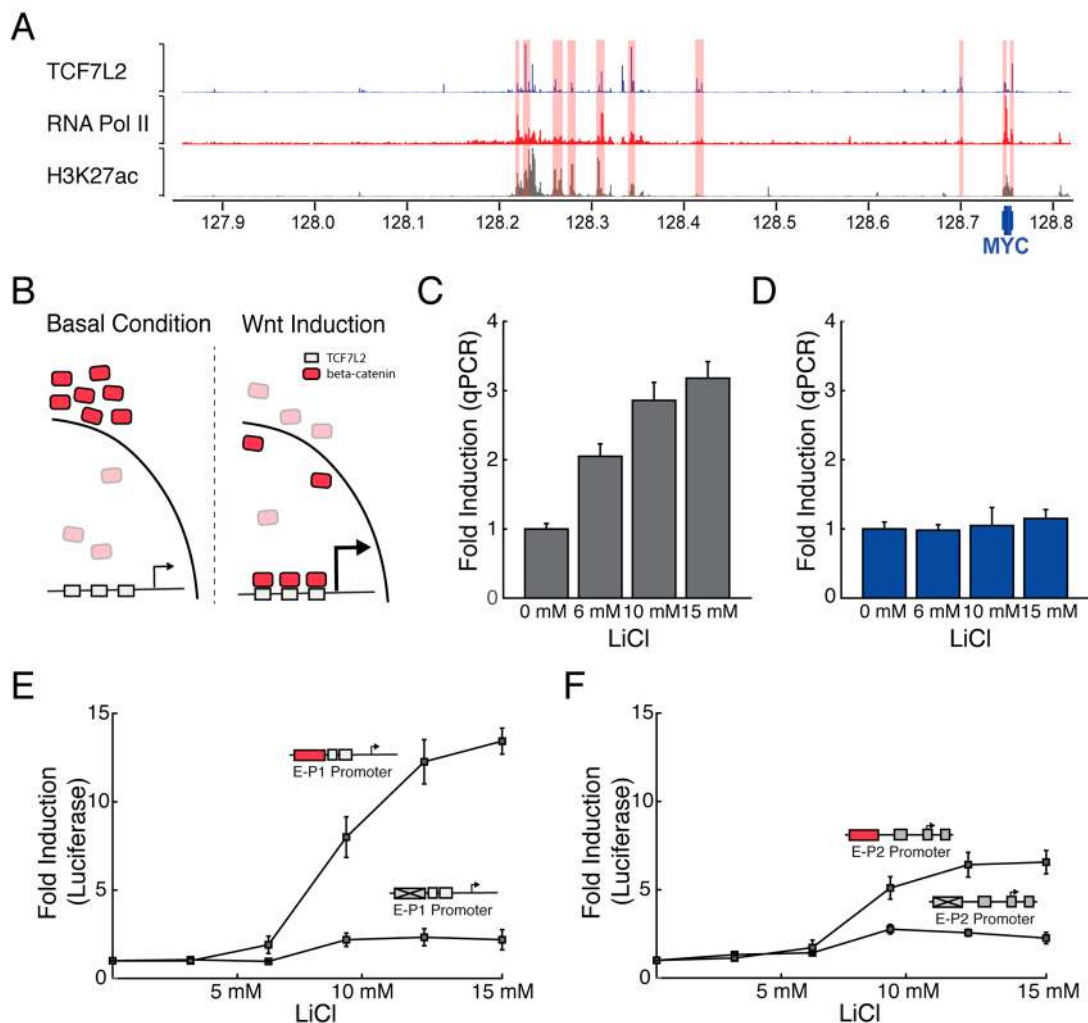 A
TCF7L2
RNA Pol II
H3K27ac
127.9 128.0 128.1 128.2 128.3 128.4 128.5 128.6 128.7 128.8
MYC
B
Basal Condition
Wnt Induction
TCF7L2
beta-catenin
C
Fold Induction (qPCR)
4
3
2
1
0
0 mM 6 mM 10 mM 15 mM
LiCl
D
Fold Induction (qPCR)
4
3
2
1
0
0 mM 6 mM 10 mM 15 mM
LiCl
E
Fold Induction
(Luciferase)
15
10
5
0
E-P1 Promoter
E-P1 Promoter
5 mM 10 mM 15 mM
LiCl
F
Fold Induction
(Luciferase)
15
10
5
0
E-P2 Promoter
E-P2 Promoter
5 mM 10 mM 15 mM
LiCl